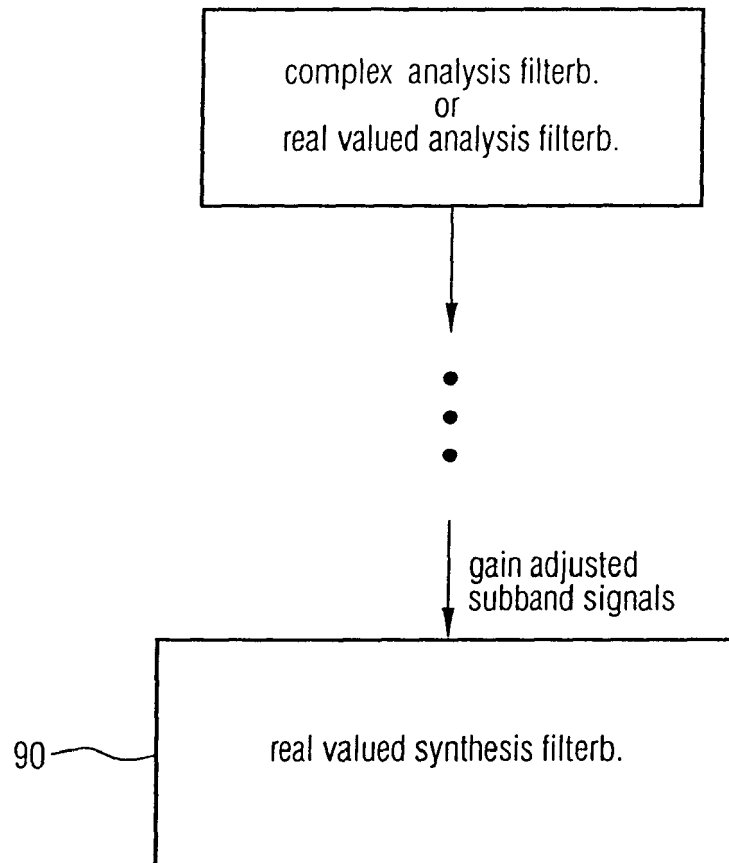 complex analysis filterb.
or
real valued analysis filterb.
gain adjusted
subband signals
90
real valued synthesis filterb.